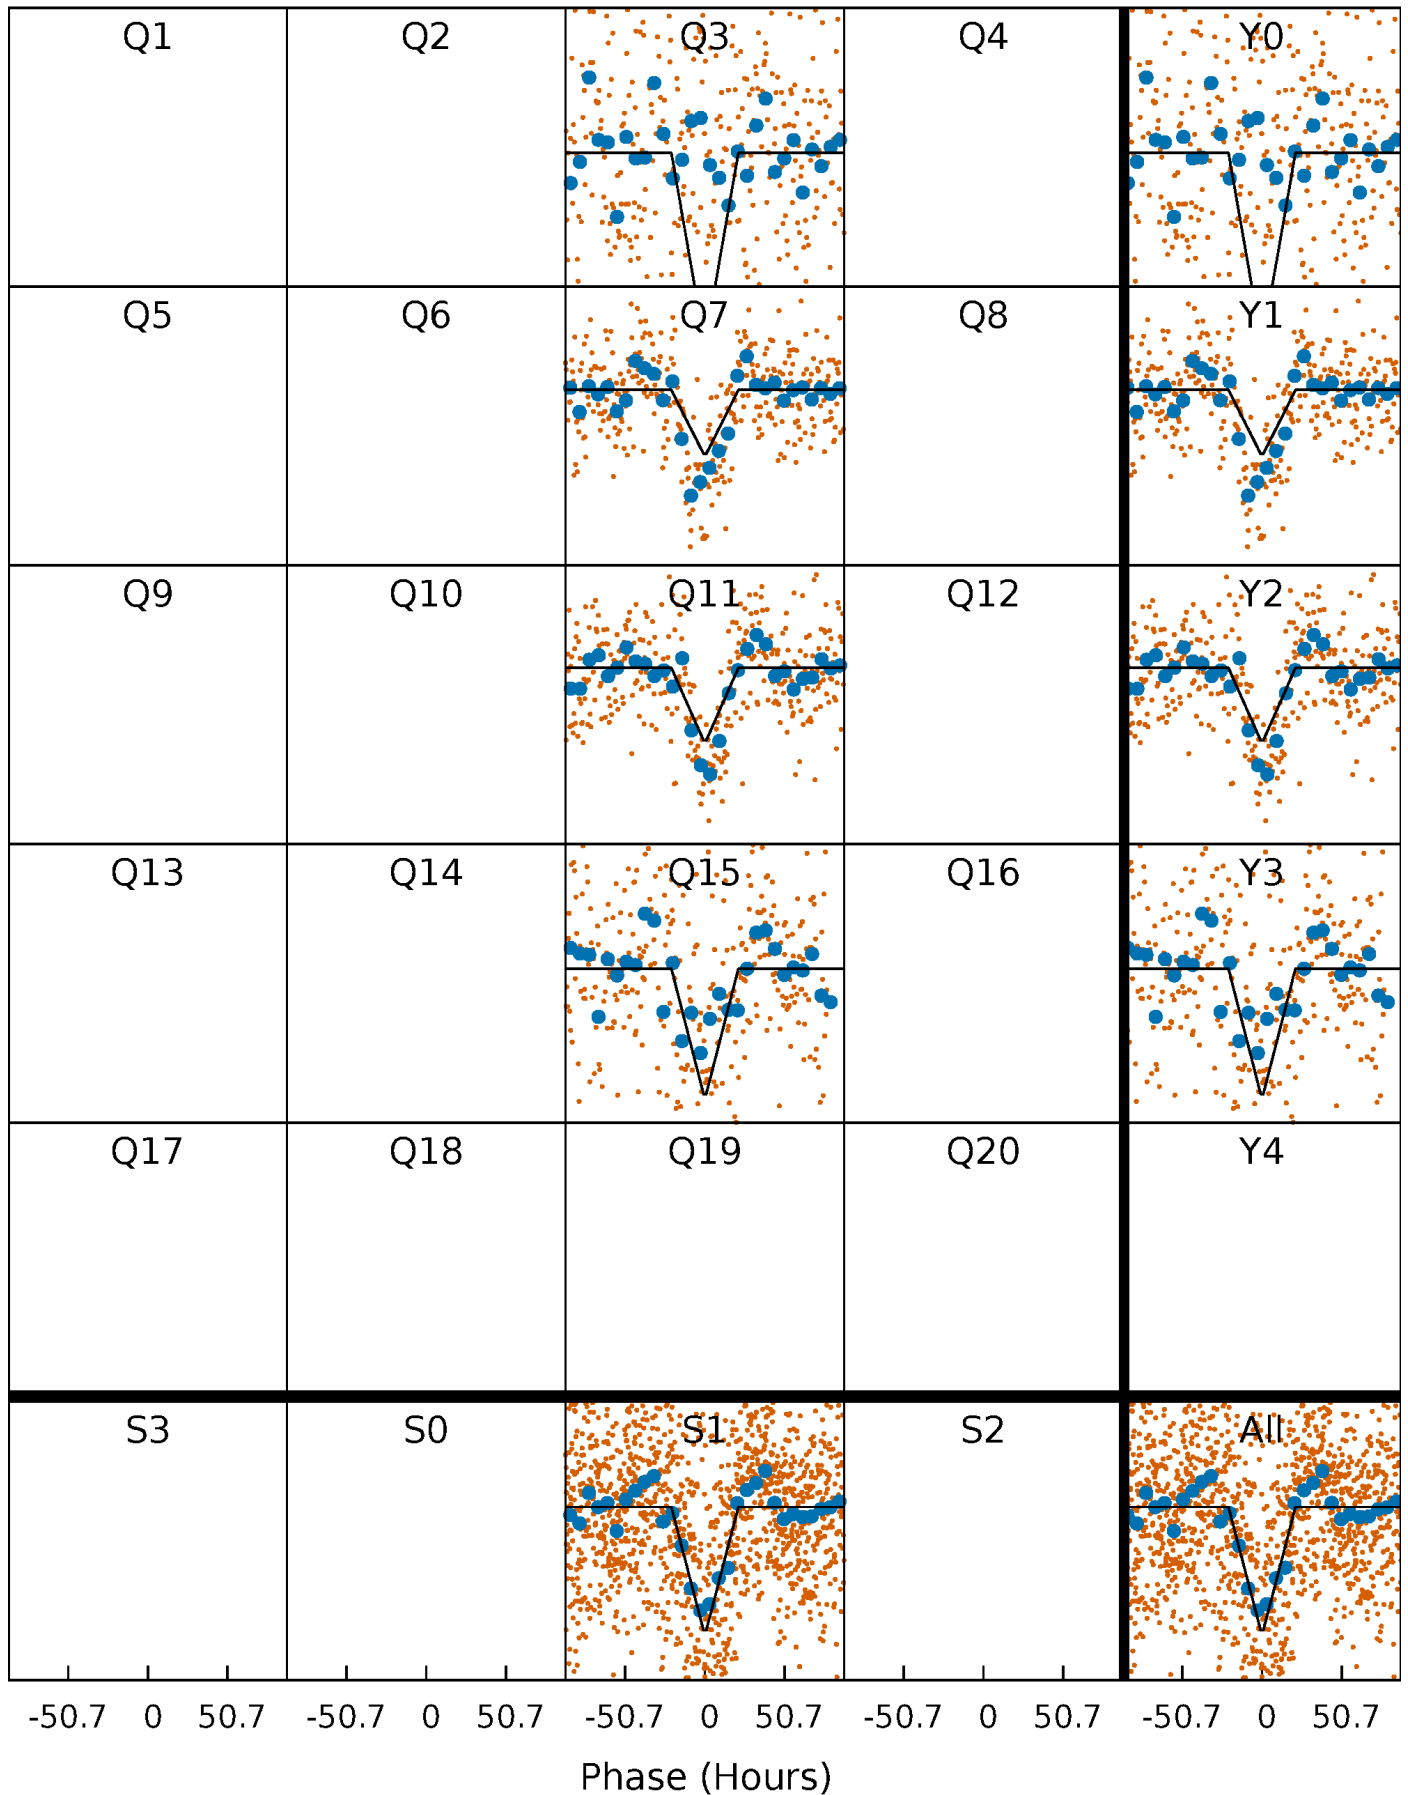 Q1 Q2 Q3 Q4 Y0
Q5 Q6 Q7 Q8 Y1
Q9 Q10 Q11 Q12 Y2
Q13 Q14 Q15 Q16 Y3
Q17 Q18 Q19 Q20 Y4
S3 S0 S1 S2 All
-50.7 0 50.7 -50.7 0 50.7 -50.7 0 50.7 -50.7 0 50.7 -50.7 0 50.7
Phase (Hours)